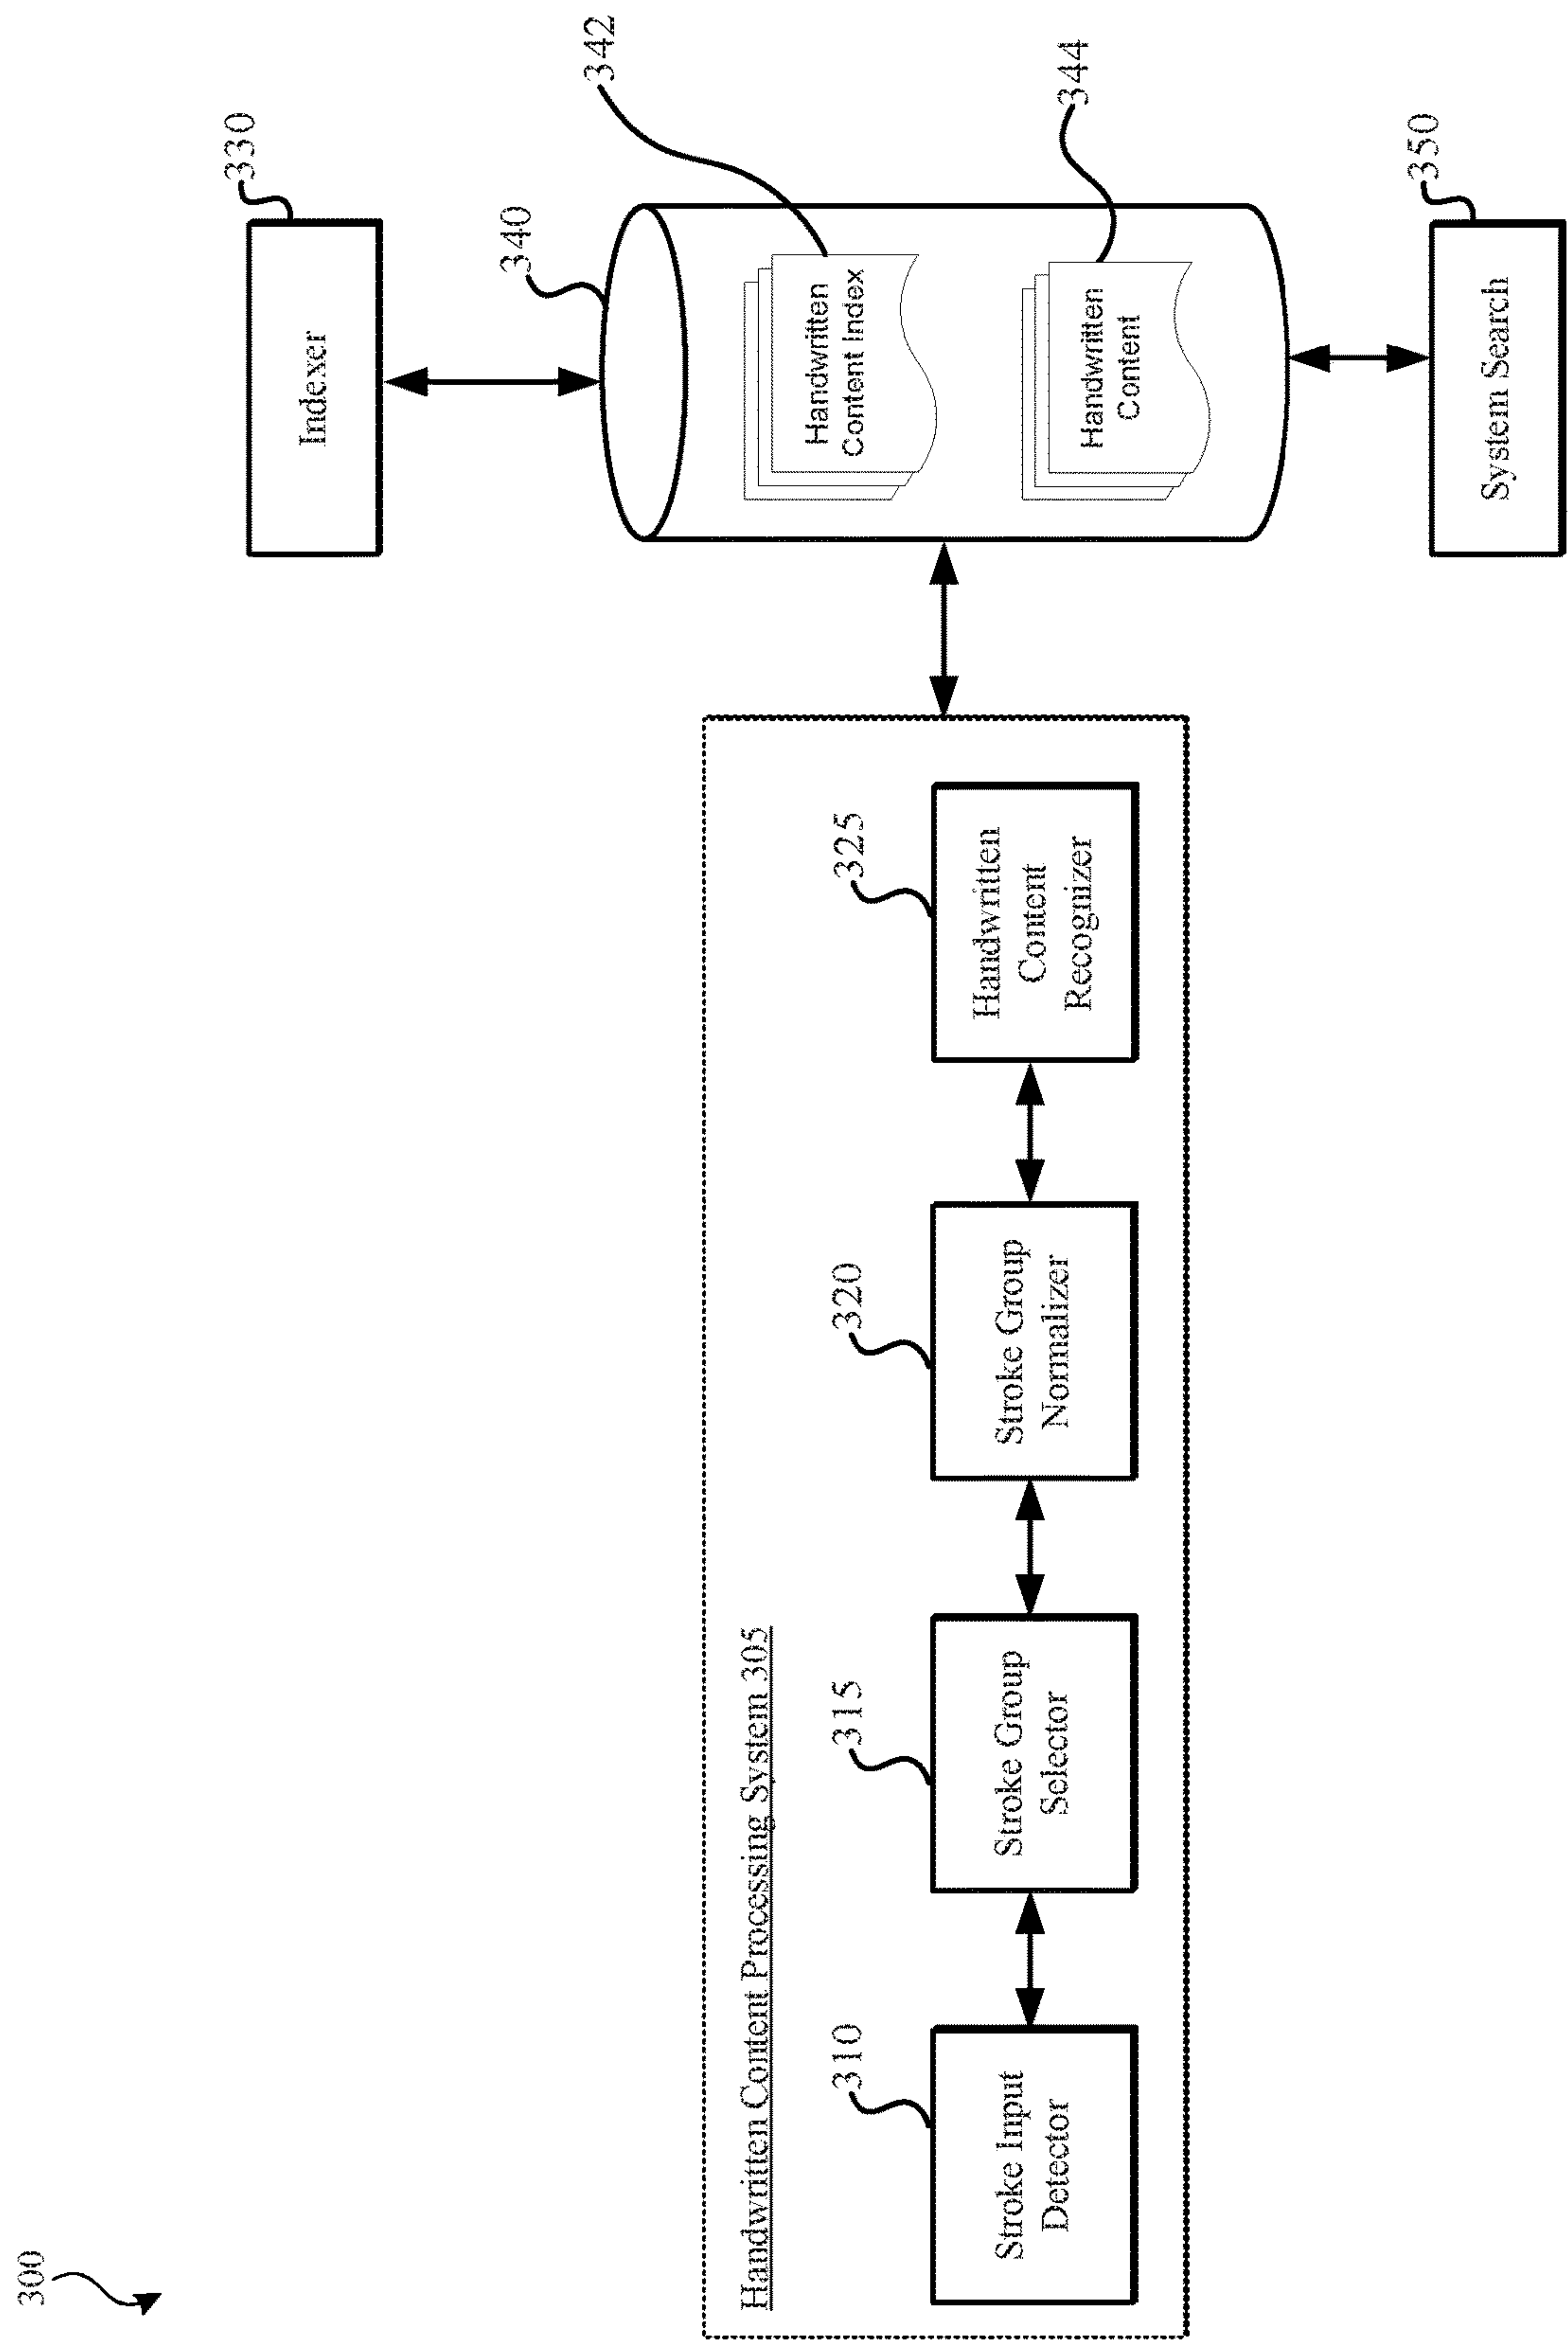 300
Handwritten Content Processing System 305
310
Stroke Input
Detector
315
Stroke Group
Selector
320
Stroke Group
Normalizer
325
Handwritten
Content
Recognizer
330
Indexer
340
342
Handwritten
Content Index
344
Handwritten
Content
350
System Search